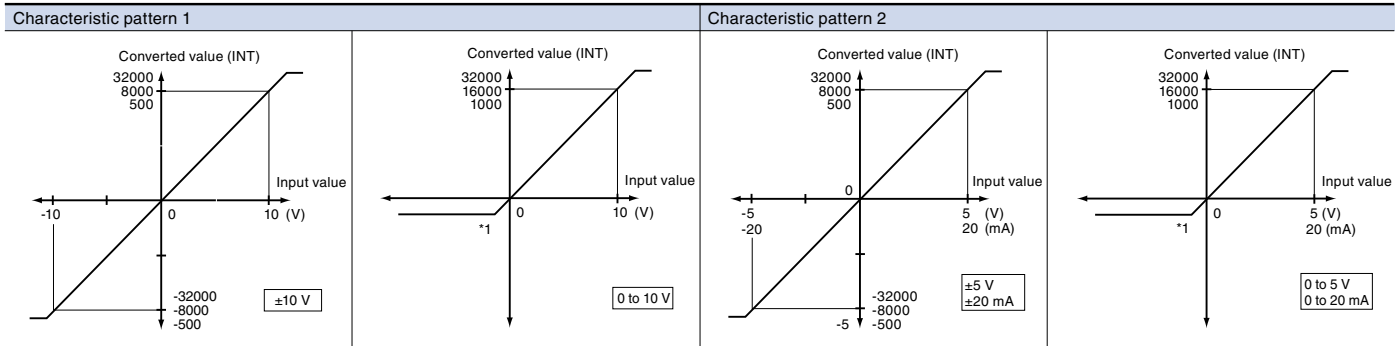 Characteristic pattern 1
Converted value (INT)
32000
8000
500
Input value
-10
0
10 (V)
-32000
-8000
-500
±10 V
Converted value (INT)
32000
16000
1000
Input value
0
10 (V)
*1
0 to 10 V
Characteristic pattern 2
Converted value (INT)
32000
8000
500
0
Input value
-5
5 (V)
-20
20 (mA)
-32000
-8000
-5
-500
±5 V
±20 mA
Converted value (INT)
32000
16000
1000
Input value
0
5 (V)
*1
20 (mA)
0 to 5 V
0 to 20 mA